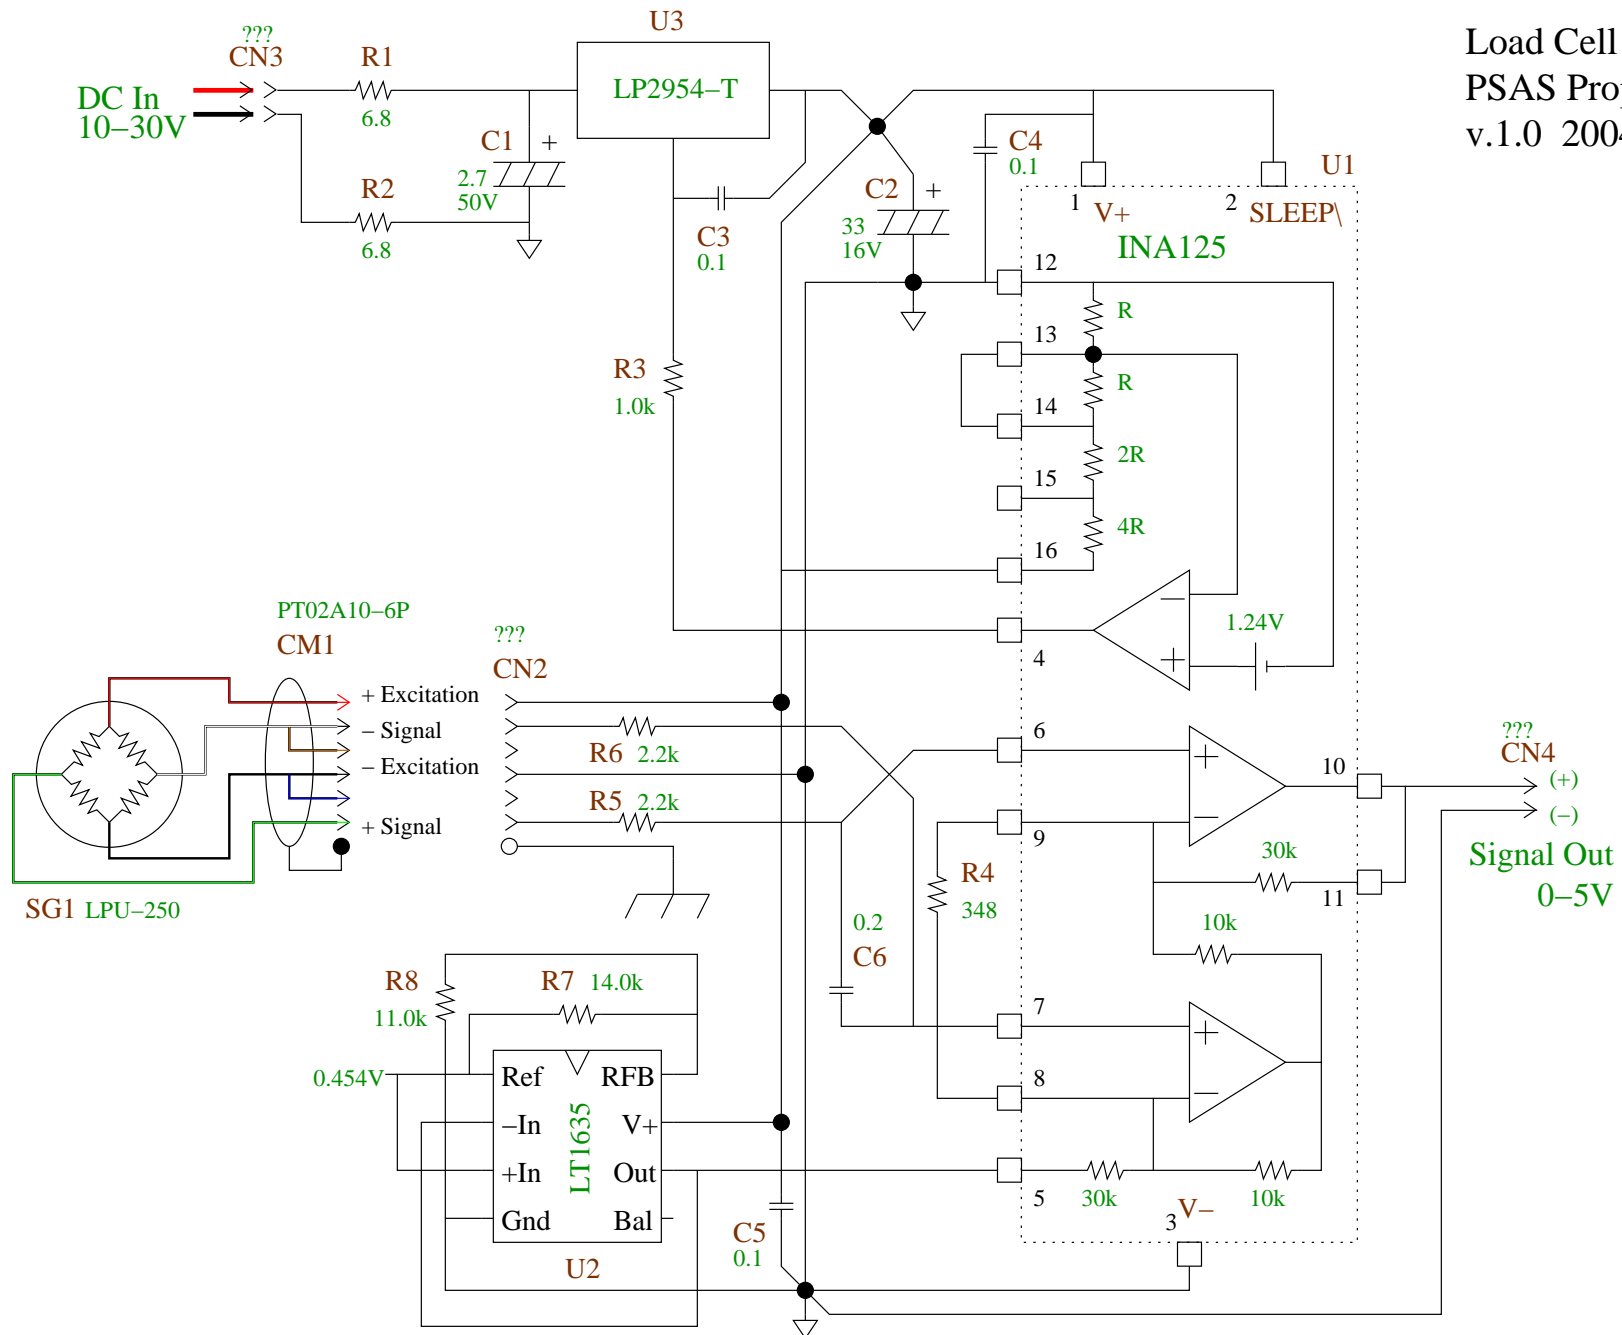 ???
CN3
DC In
10−30V
R1
6.8
R2
6.8
C1
+
2.7
50V
U3
LP2954−T
C3
0.1
C2
+
33
16V
C4
0.1
Load Cell
v.1.0
U1
1
V+
2
SLEEP\
INA125
12
R
13
R
14
2R
15
4R
16
R3
1.0k
4
−
+
1.24V
PT02A10−6P
CM1
???
CN2
+ Excitation
− Signal
− Excitation
+ Signal
R6
2.2k
R5
2.2k
SG1
LPU−250
6
+
−
9
10
30k
11
???
CN4
(+)
(−)
Signal Out
0−5V
R4
348
10k
0.2
C6
7
+
−
8
R8
11.0k
R7
14.0k
0.454V
Ref
RFB
−In
V+
+In
Out
Gnd
Bal
LT1635
U2
C5
0.1
5
30k
10k
3
V−